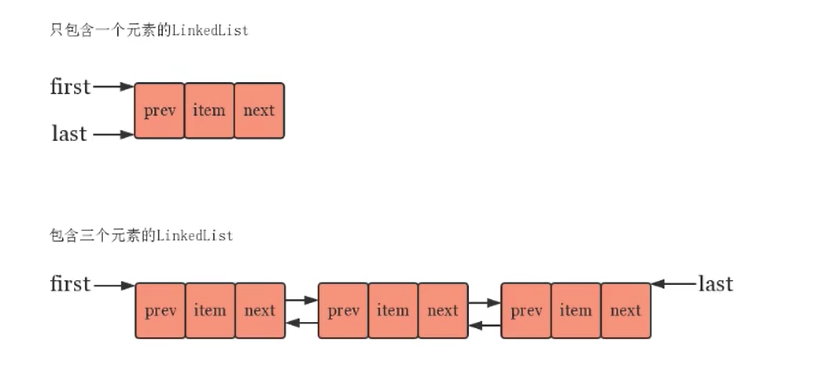 只包含一个元素的LinkedList
first
prev item next
last
包含三个元素的LinkedList
first last
prev item next prev item next prev item next